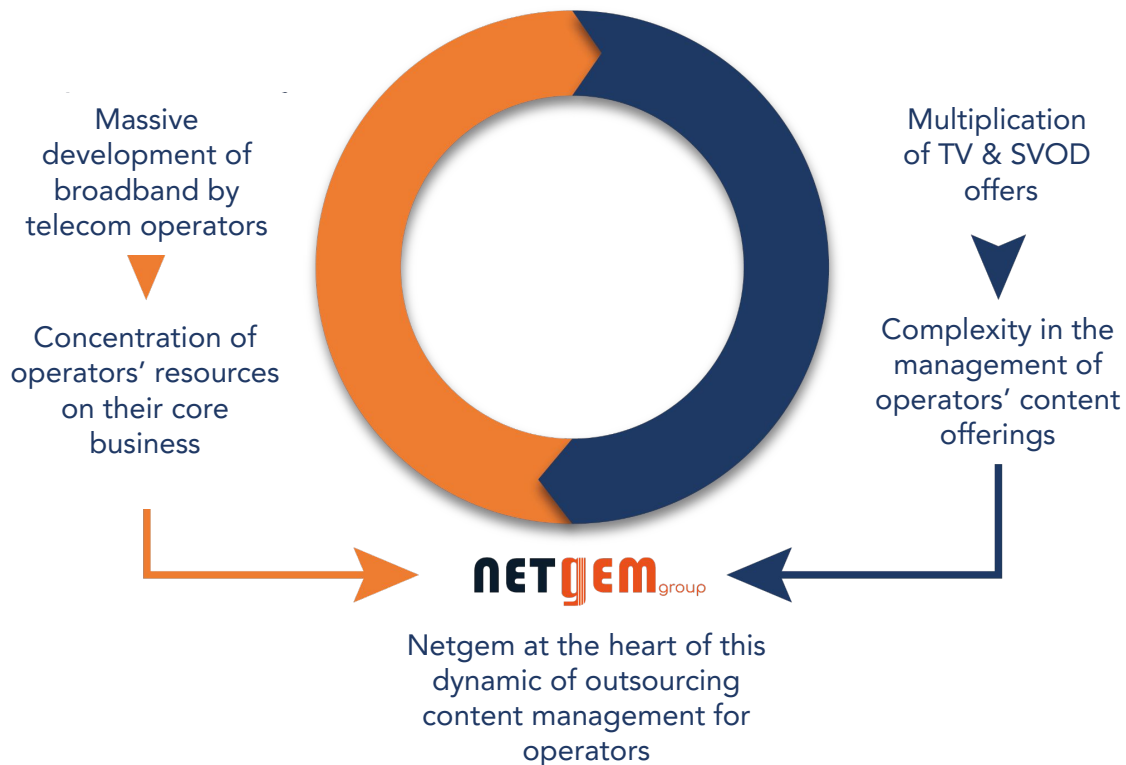 Massive
development of
broadband by
telecom operators
Concentration of
operators’ resources
on their core
business
Multiplication
of TV & SVOD
offers
Complexity in the
management of
operators’ content
offerings
NETgEM group
Netgem at the heart of this
dynamic of outsourcing
content management for
operators